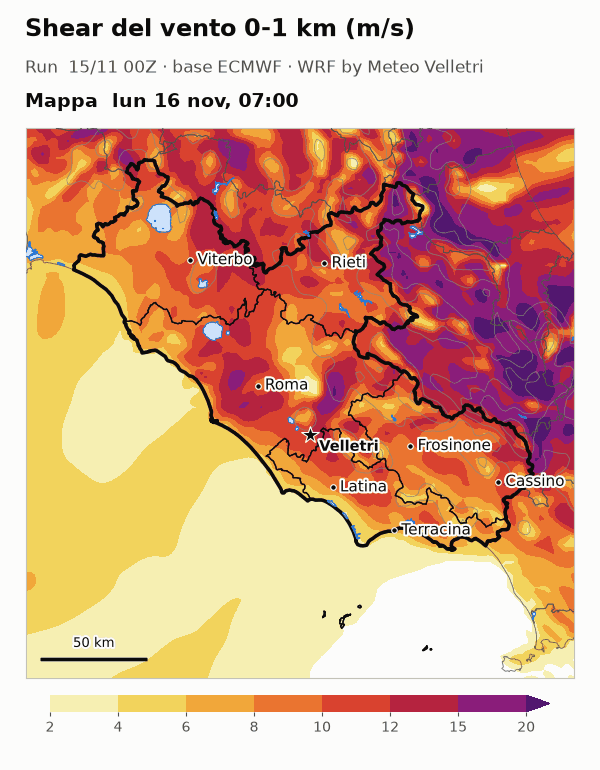 Shear del vento 0-1 km (m/s)
Run  15/11 00Z · base ECMWF · WRF by Meteo Velletri
Mappa  lun 16 nov, 07:00
Viterbo
Rieti
Roma
Velletri
Frosinone
Latina
Cassino
Terracina
50 km
2 4 6 8 10 12 15 20